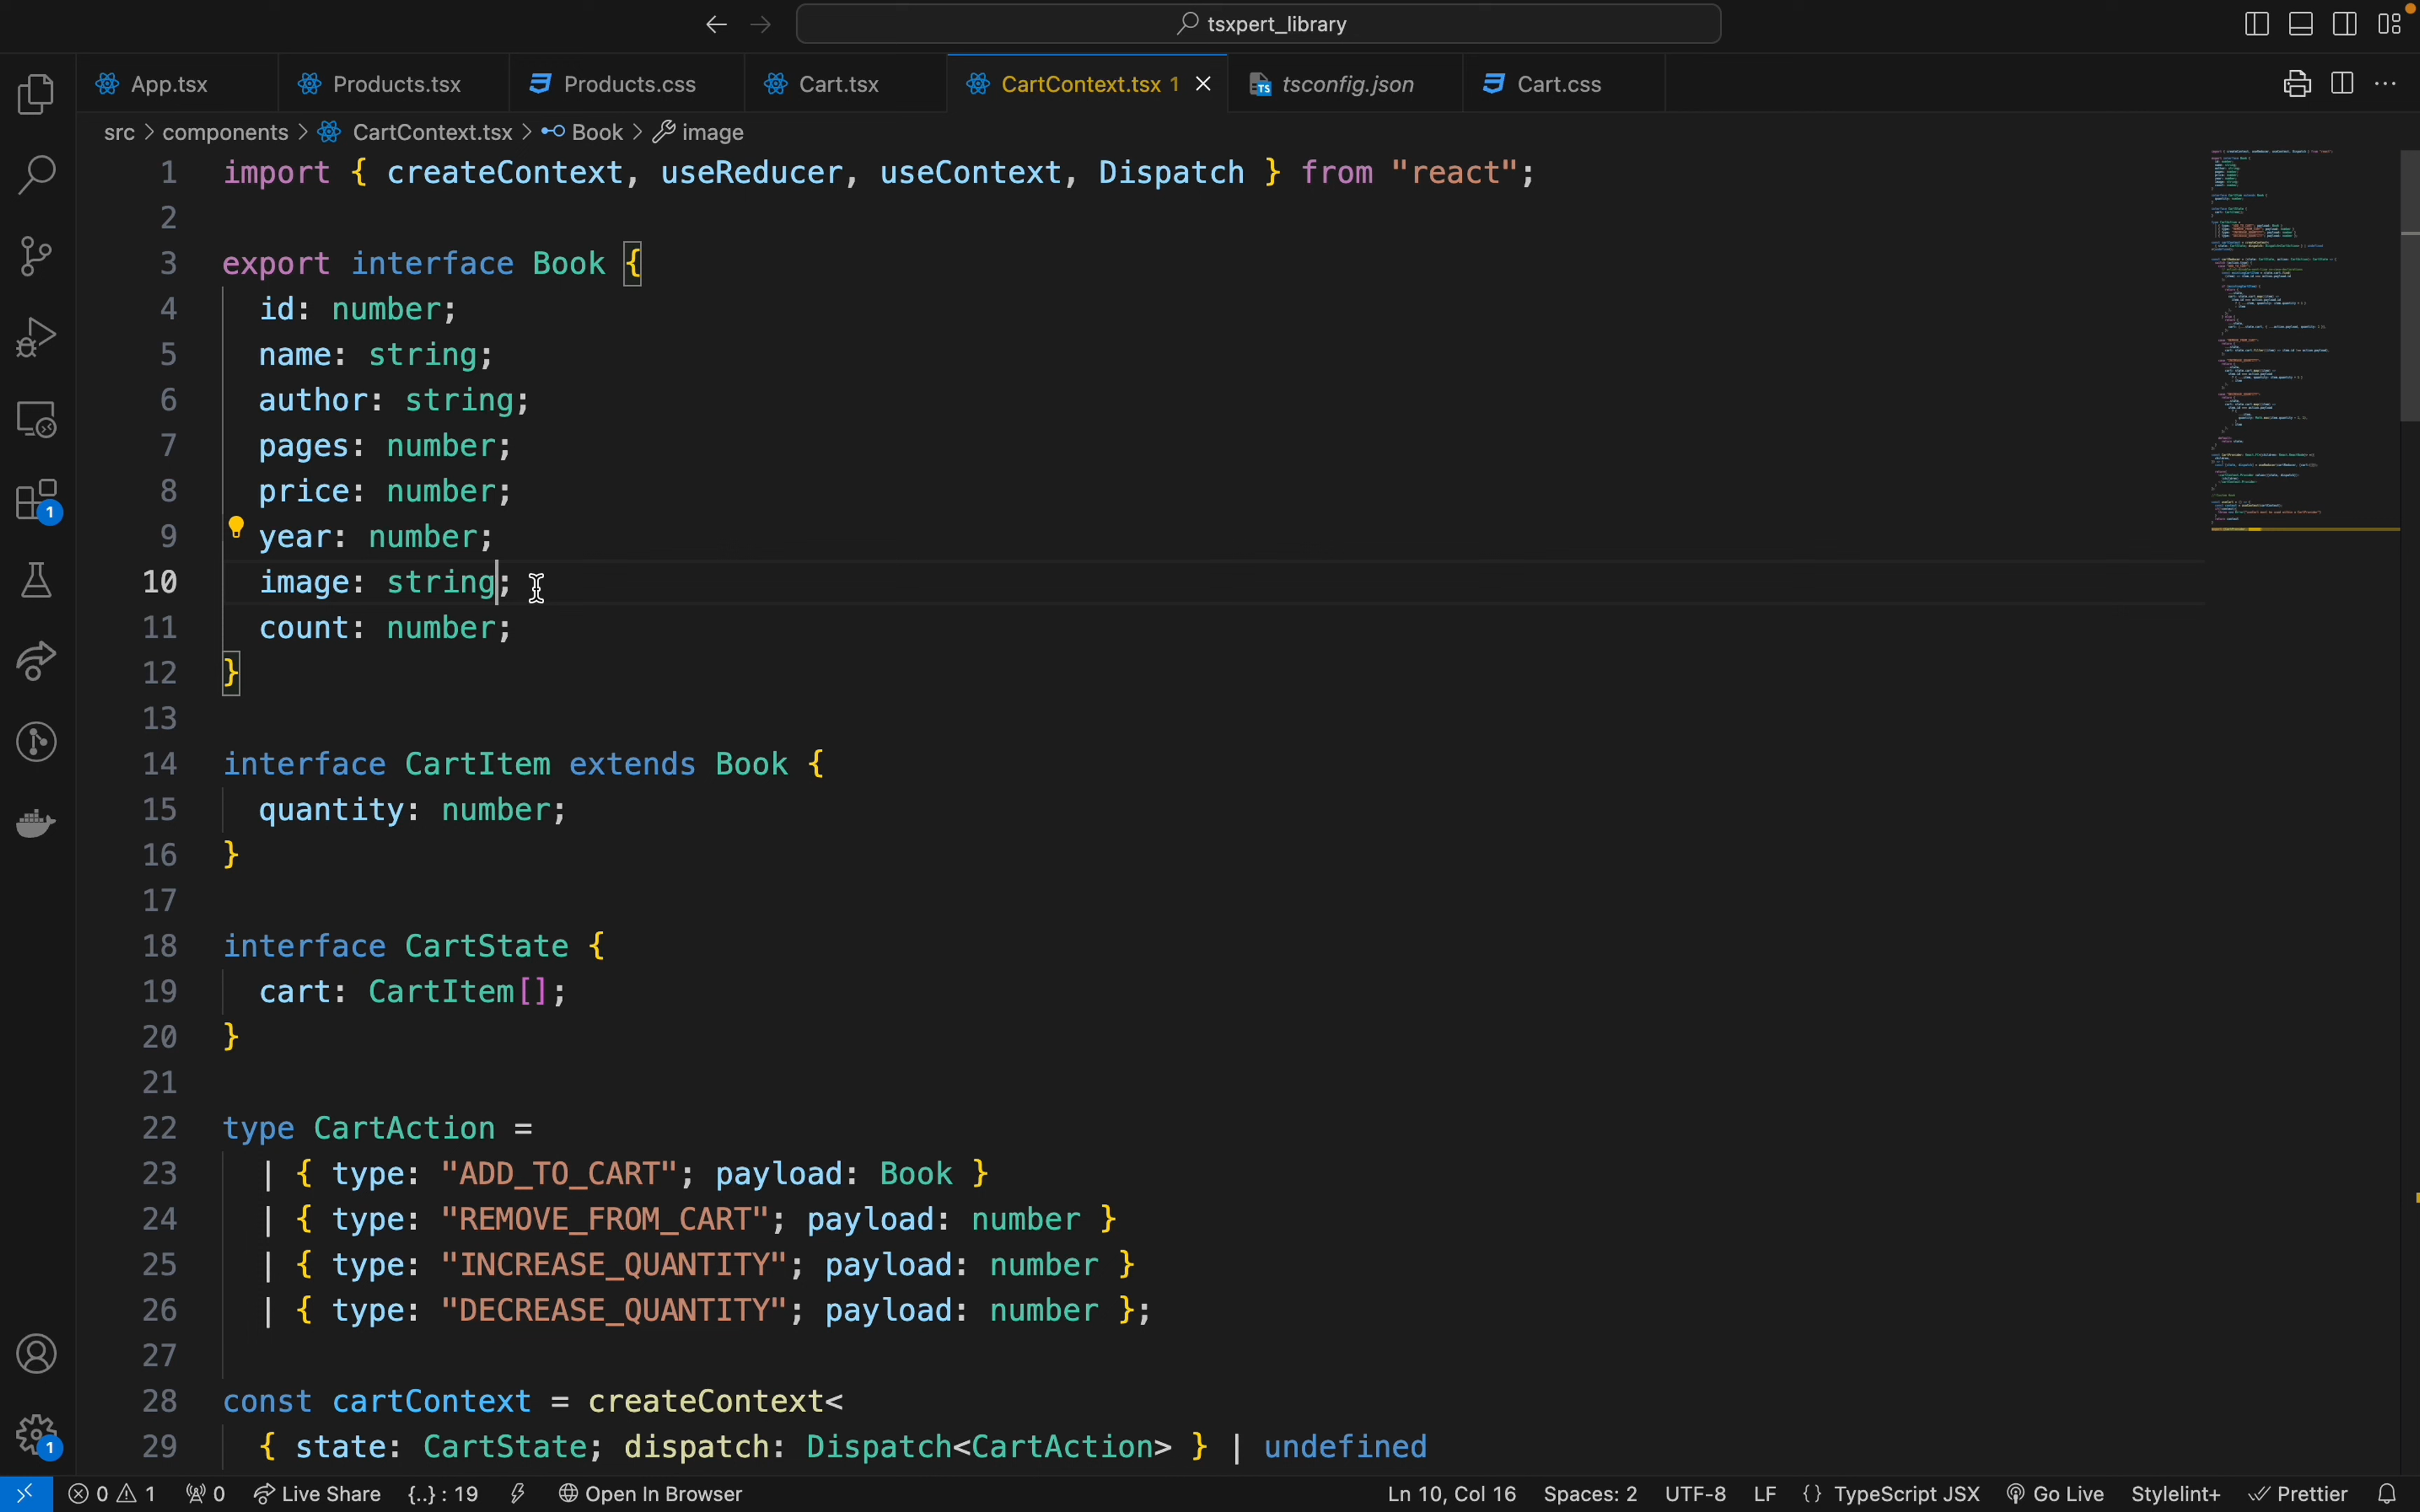 tsxpert_library
App.tsx
Products.tsx
Products.css
Cart.tsx
CartContext.tsx 1
tsconfig.json
Cart.css
src > components > CartContext.tsx > Book > image
1 import { createContext, useReducer, useContext, Dispatch } from "react";
2
3 export interface Book {
4 id: number;
5 name: string;
6 author: string;
7 pages: number;
8 price: number;
9 year: number;
10 image: string;
11 count: number;
12 }
13
14 interface CartItem extends Book {
15 quantity: number;
16 }
17
18 interface CartState {
19 cart: CartItem[];
20 }
21
22 type CartAction =
23 | { type: "ADD_TO_CART"; payload: Book }
24 | { type: "REMOVE_FROM_CART"; payload: number }
25 | { type: "INCREASE_QUANTITY"; payload: number }
26 | { type: "DECREASE_QUANTITY"; payload: number };
27
28 const cartContext = createContext<
29 { state: CartState; dispatch: Dispatch<CartAction> } | undefined
1
1
0 1 0 Live Share {..} : 19 Open In Browser Ln 10, Col 16 Spaces: 2 UTF-8 LF {} TypeScript JSX Go Live Stylelint+ Prettier